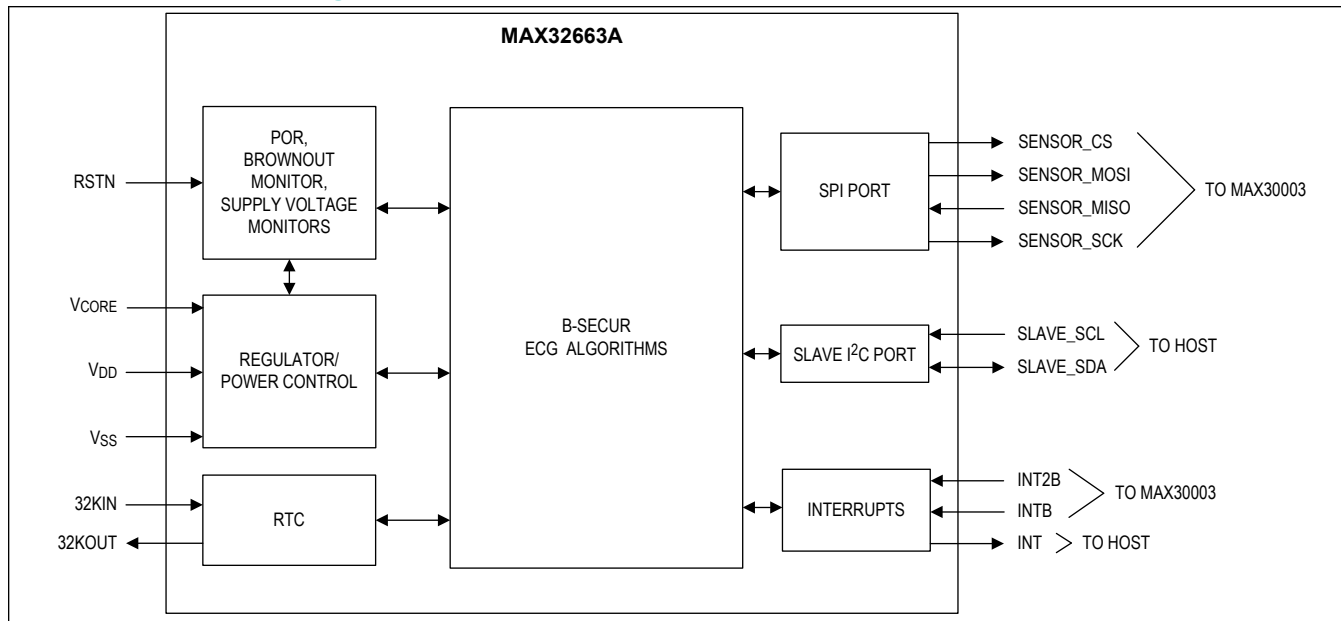 MAX32663A
POR,
BROWNOUT
MONITOR,
SUPPLY VOLTAGE
MONITORS
RSTN
VCORE
VDD
VSS
REGULATOR/
POWER CONTROL
32KIN
32KOUT
RTC
B-SECUR
ECG ALGORITHMS
SPI PORT
SENSOR_CS
SENSOR_MOSI
SENSOR_MISO
SENSOR_SCK
TO MAX30003
SLAVE I²C PORT
SLAVE_SCL
SLAVE_SDA
TO HOST
INTERRUPTS
INT2B
INTB
TO MAX30003
INT
TO HOST